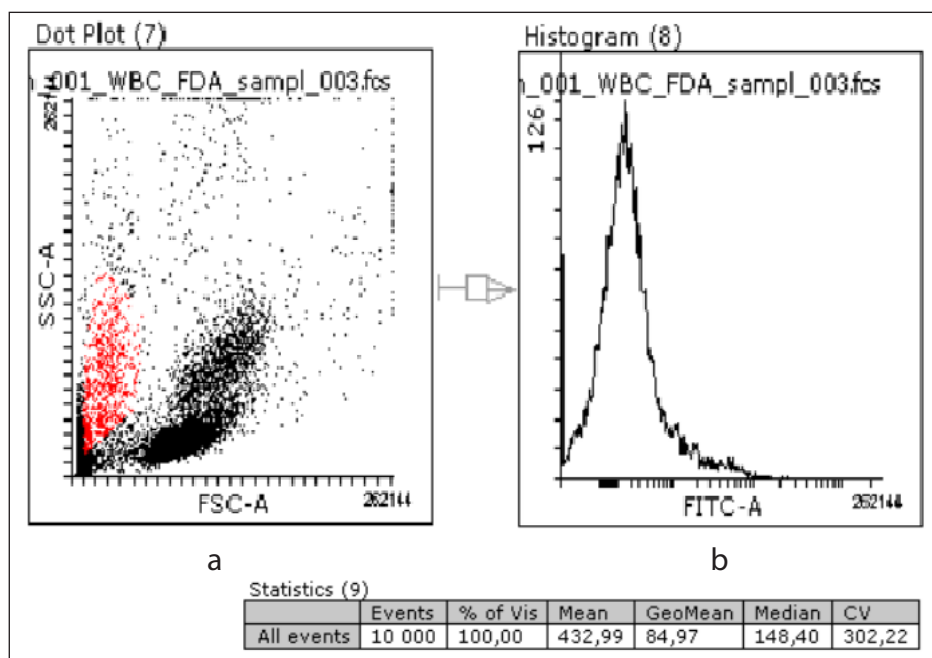 Dot Plot (7)
Histogram (8)
_001_WBC_FDA_sampl_003.fcs
_001_WBC_FDA_sampl_003.fcs
SSC-A
126
FSC-A
262144
FITC-A
262144
a
b
Statistics (9)
Events % of Vis Mean GeoMean Median CV
All events 10 000 100,00 432,99 84,97 148,40 302,22